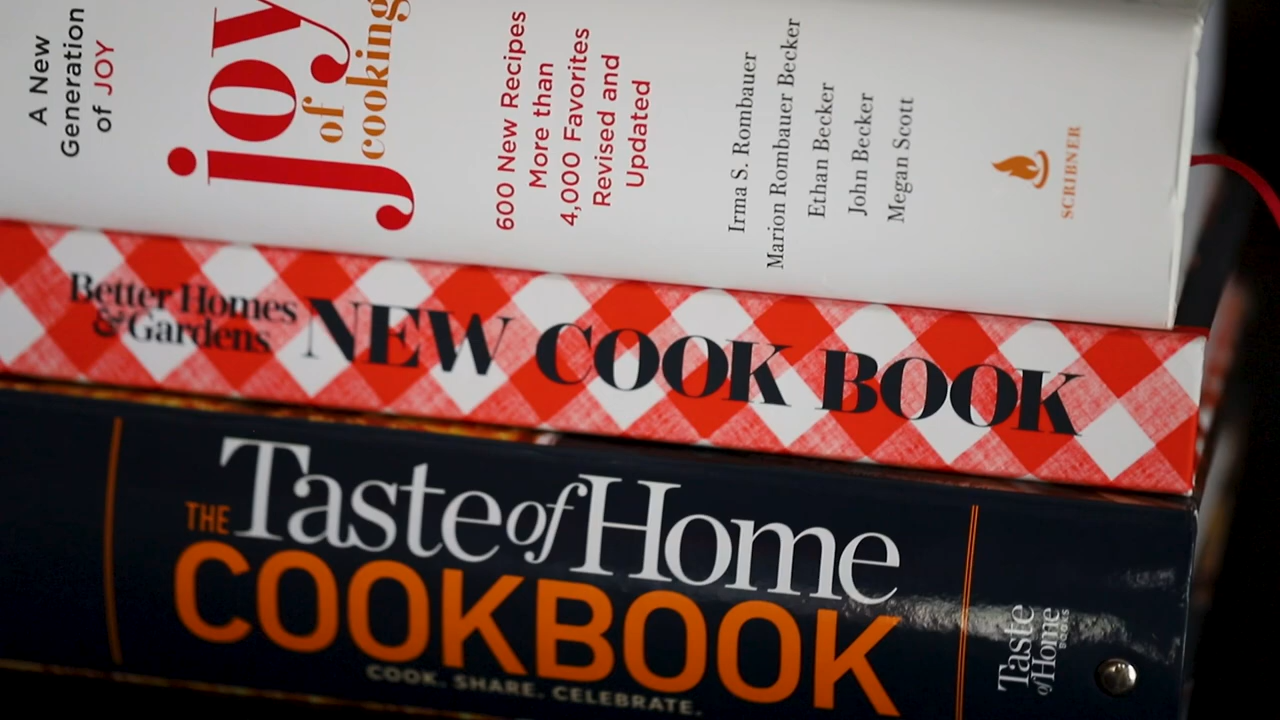 A New
Generation
of JOY
joy
of
cooking
600 New Recipes
More than
4,000 Favorites
Revised and
Updated
Irma S. Rombauer
Marion Rombauer Becker
Ethan Becker
John Becker
Megan Scott
SCRIBNER
Better Homes
& Gardens
NEW COOK BOOK
THE Taste of Home
COOKBOOK
COOK. SHARE. CELEBRATE.
Taste
of Home
BOOKS